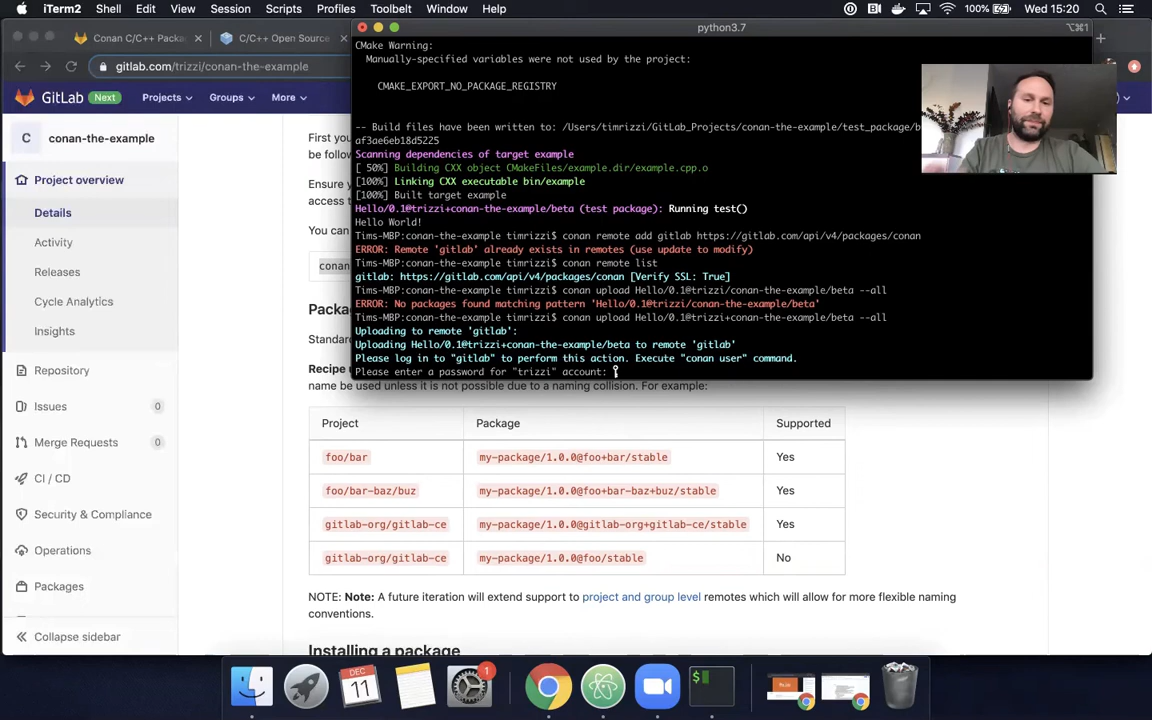 iTerm2 Shell Edit View Session Scripts Profiles Toolbelt Window Help 100% Wed 15:20
Conan C/C++ Packa
C/C++ Open Source
python3.7
⌥⌘1
gitlab.com/trizzi/conan-the-example
GitLab Next Projects Groups More
C conan-the-example
Project overview
Details
Activity
Releases
Cycle Analytics
Insights
Repository
Issues 0
Merge Requests 0
CI / CD
Security & Compliance
Operations
Packages
Collapse sidebar
CMake Warning:
Manually-specified variables were not used by the project:
CMAKE_EXPORT_NO_PACKAGE_REGISTRY
-- Build files have been written to: /Users/timrizzi/GitLab_Projects/conan-the-example/test_package/b
af3ae6eb18d5225
Scanning dependencies of target example
[ 50%] Building CXX object CMakeFiles/example.dir/example.cpp.o
[100%] Linking CXX executable bin/example
[100%] Built target example
Hello/0.1@trizzi+conan-the-example/beta (test package): Running test()
Hello World!
Tims-MBP:conan-the-example timrizzi$ conan remote add gitlab https://gitlab.com/api/v4/packages/conan
ERROR: Remote 'gitlab' already exists in remotes (use update to modify)
Tims-MBP:conan-the-example timrizzi$ conan remote list
gitlab: https://gitlab.com/api/v4/packages/conan [Verify SSL: True]
Tims-MBP:conan-the-example timrizzi$ conan upload Hello/0.1@trizzi/conan-the-example/beta --all
ERROR: No packages found matching pattern 'Hello/0.1@trizzi/conan-the-example/beta'
Tims-MBP:conan-the-example timrizzi$ conan upload Hello/0.1@trizzi+conan-the-example/beta --all
Uploading to remote 'gitlab':
Uploading Hello/0.1@trizzi+conan-the-example/beta to remote 'gitlab'
Please log in to "gitlab" to perform this action. Execute "conan user" command.
Please enter a password for "trizzi" account:
First you
be follow
Ensure y
access t
You can
conan
Packa
Standar
Recipe
name be used unless it is not possible due to a naming collision. For example:
Project Package Supported
foo/bar my-package/1.0.0@foo+bar/stable Yes
foo/bar-baz/buz my-package/1.0.0@foo+bar-baz+buz/stable Yes
gitlab-org/gitlab-ce my-package/1.0.0@gitlab-org+gitlab-ce/stable Yes
gitlab-org/gitlab-ce my-package/1.0.0@foo/stable No
NOTE: Note: A future iteration will extend support to project and group level remotes which will allow for more flexible naming
conventions.
Installing a package
DEC
11
1
$